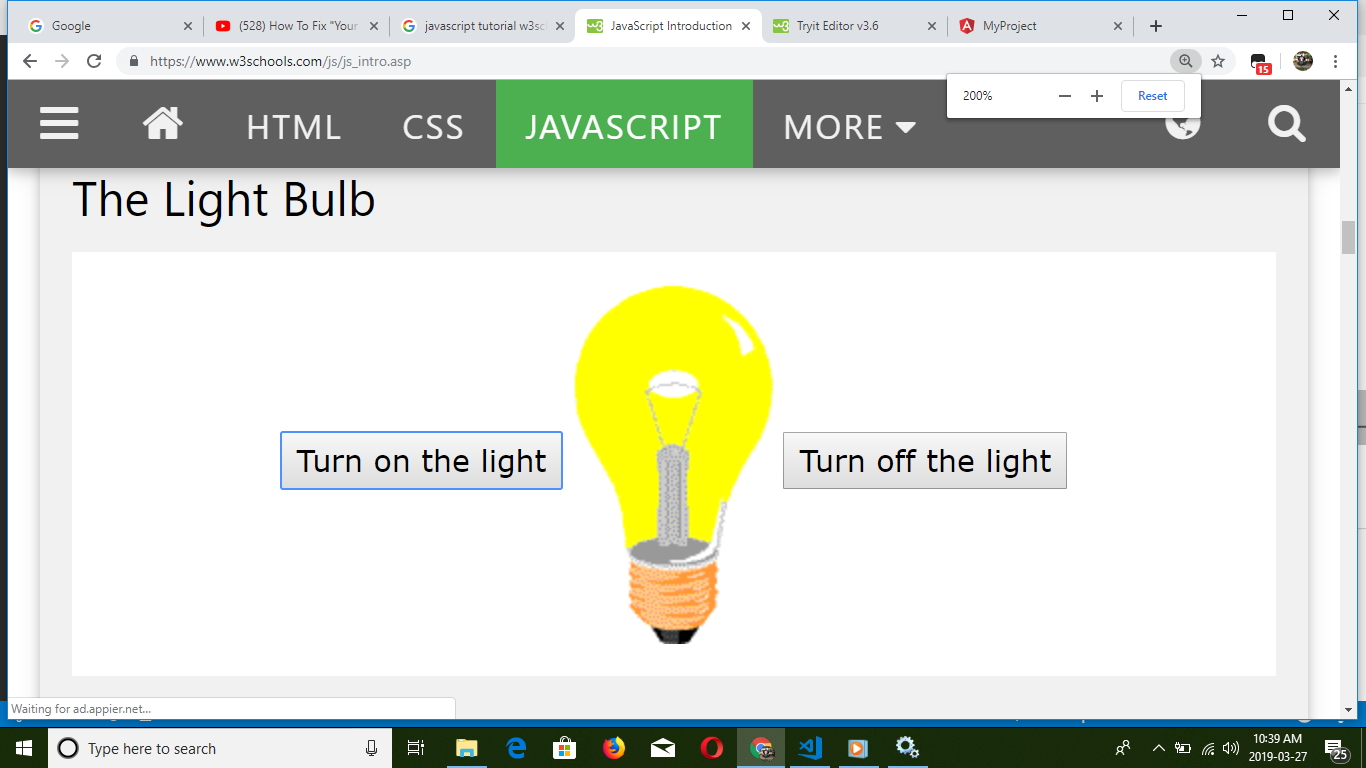 Google
(528) How To Fix "Your
javascript tutorial w3sc
JavaScript Introduction
Tryit Editor v3.6
MyProject
https://www.w3schools.com/js/js_intro.asp
15
200%
Reset
HTML
CSS
JAVASCRIPT
MORE
The Light Bulb
Turn on the light
Turn off the light
Waiting for ad.appier.net...
Type here to search
10:39 AM
2019-03-27
25